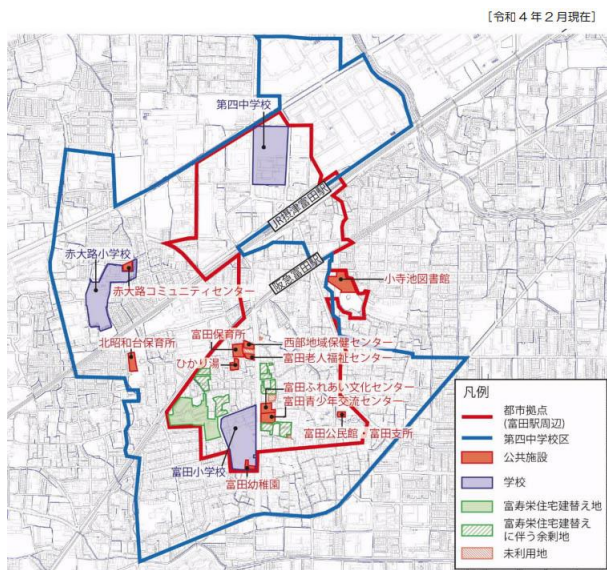 ［令和４年２月現在］
第四中学校
JR摂津富田駅
赤大路小学校
阪急富田駅
小寺池図書館
赤大路コミュニティセンター
富田保育所
西部地域保健センター
北昭和台保育所
富田老人福祉センター
ひかり湯
富田ふれあい文化センター
富田青少年交流センター
富田公民館・富田支所
富田小学校
富田幼稚園
凡例
都市拠点
(富田駅周辺)
第四中学校区
公共施設
学校
富寿栄住宅建替え地
富寿栄住宅建替え
に伴う余剰地
未利用地